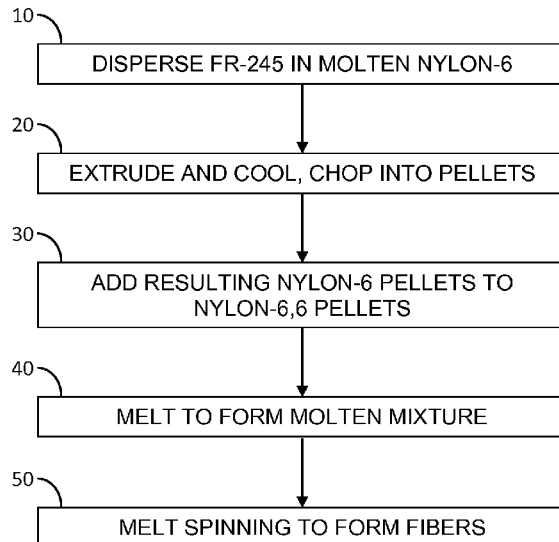 10
DISPERSE FR-245 IN MOLTEN NYLON-6
20
EXTRUDE AND COOL, CHOP INTO PELLETS
30
ADD RESULTING NYLON-6 PELLETS TO
NYLON-6,6 PELLETS
40
MELT TO FORM MOLTEN MIXTURE
50
MELT SPINNING TO FORM FIBERS